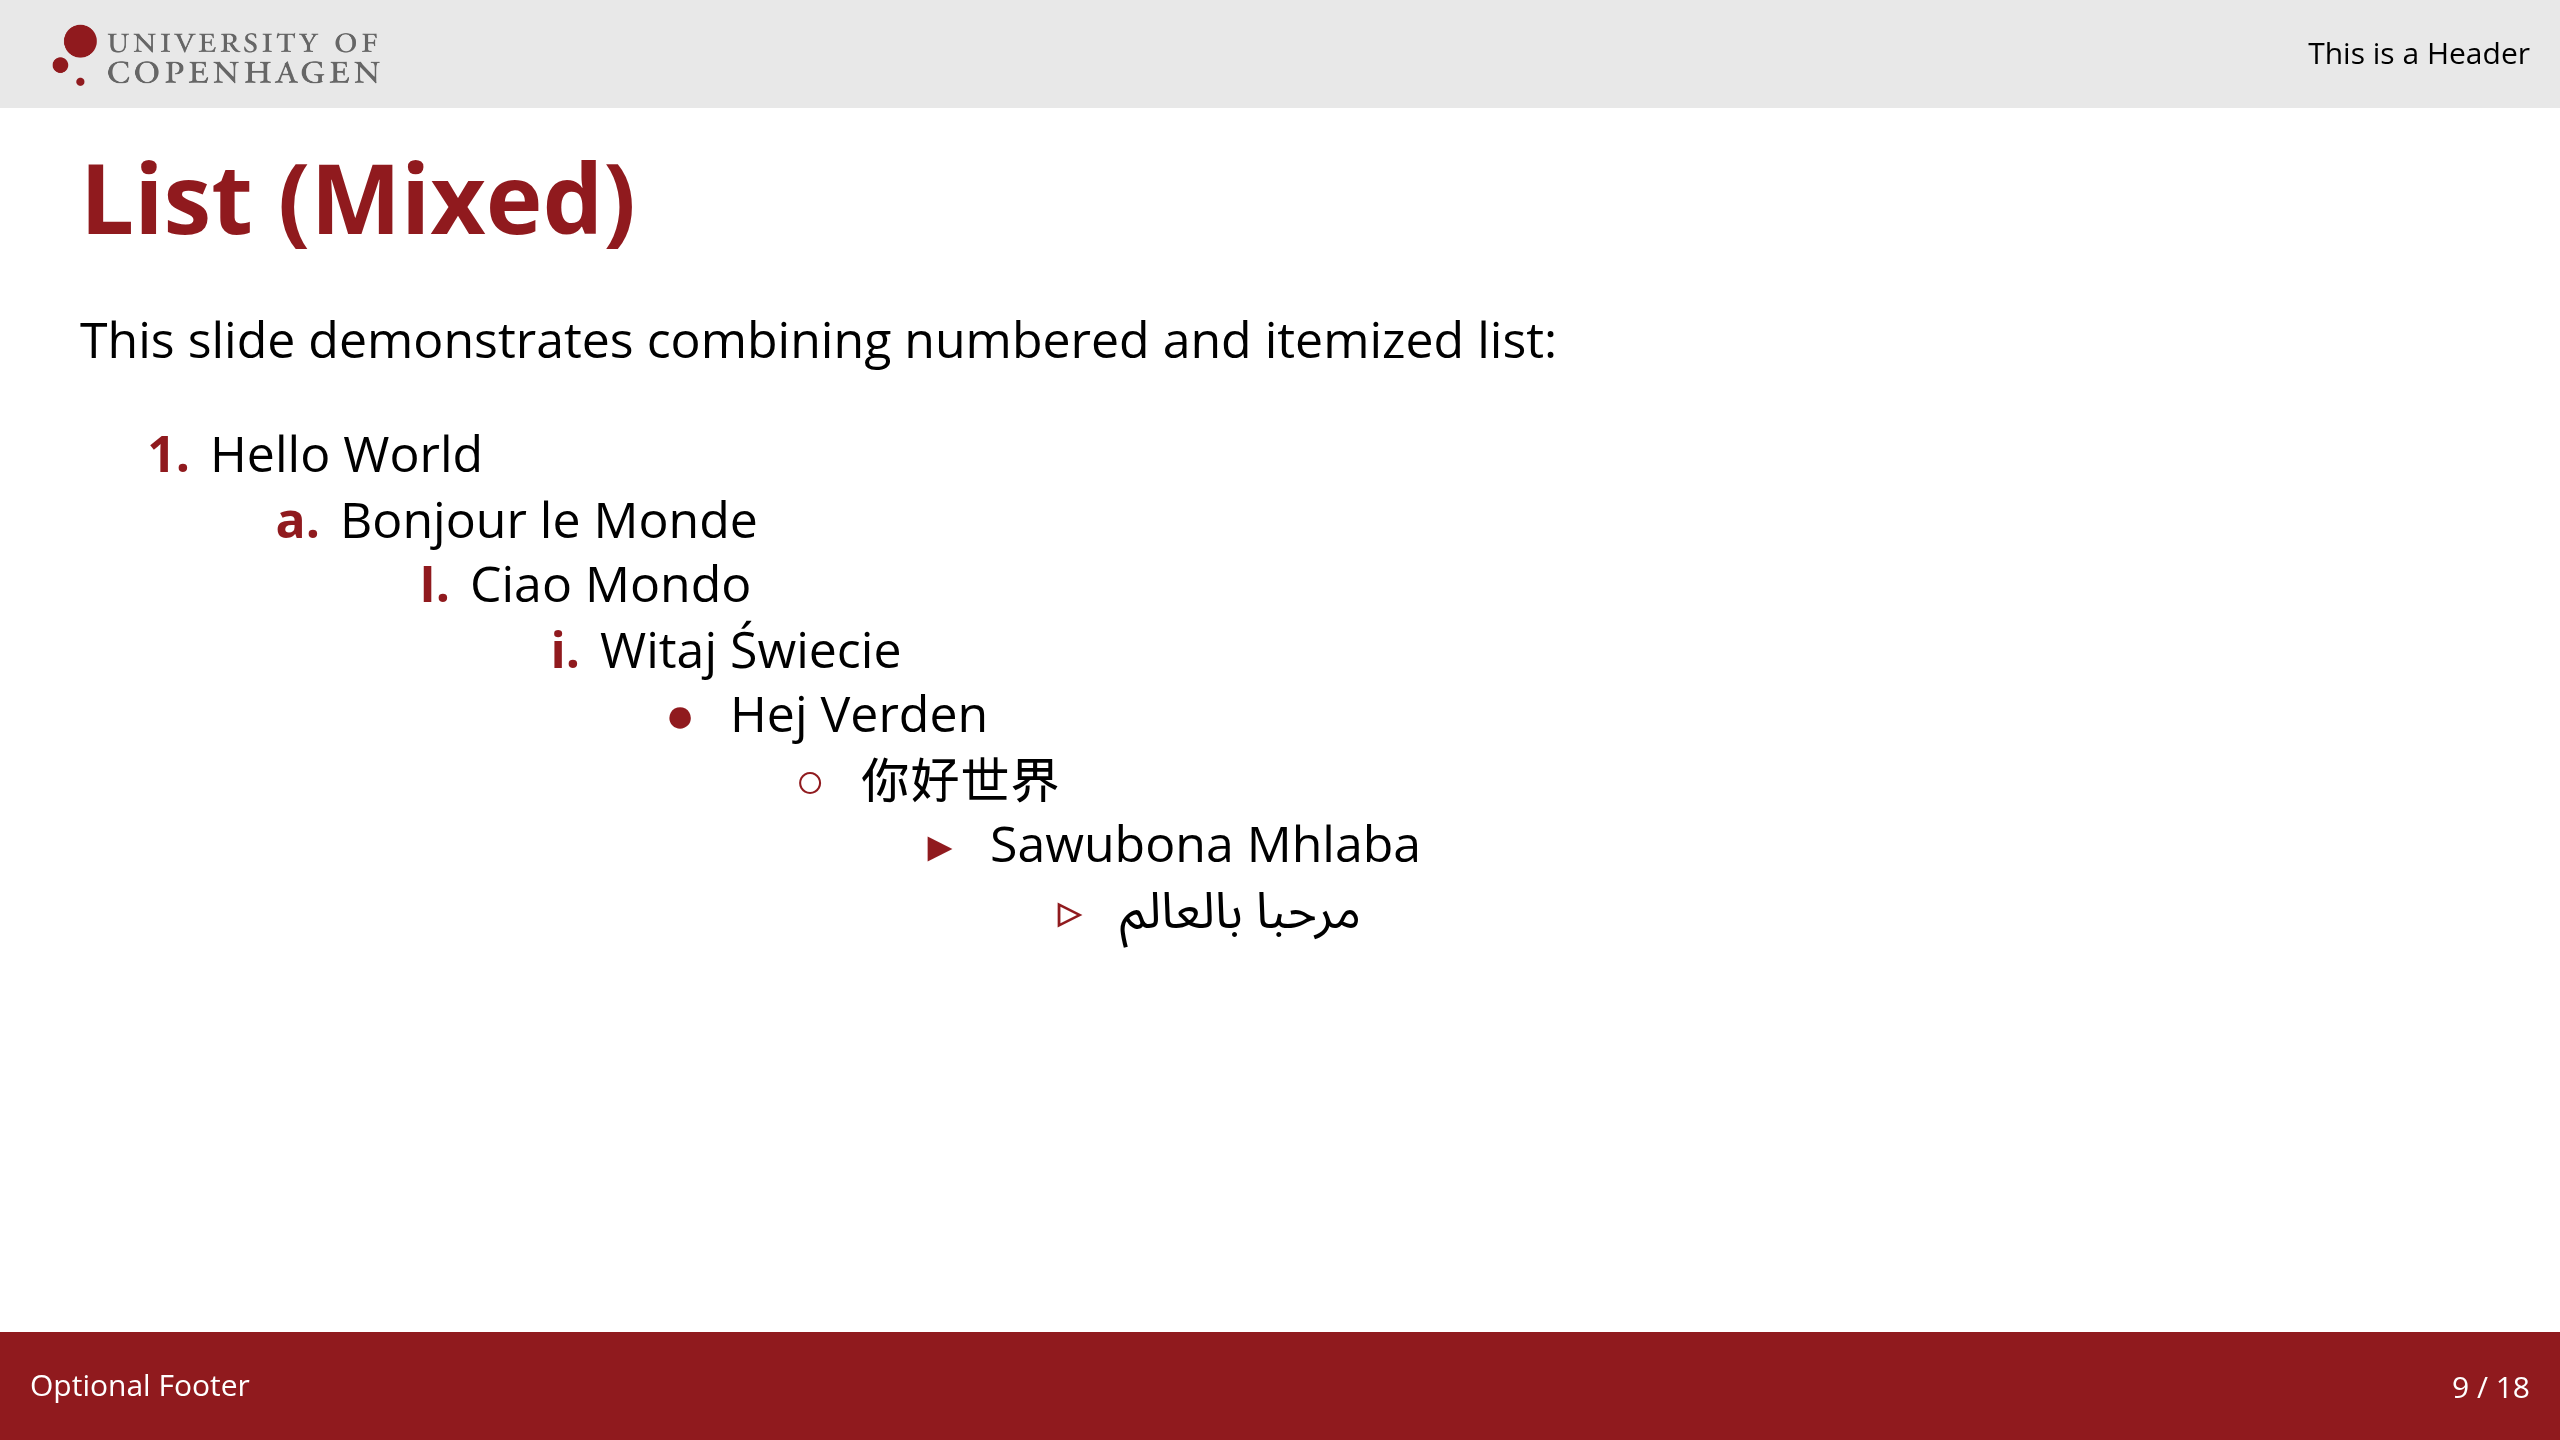 UNIVERSITY OF
COPENHAGEN
This is a Header
List (Mixed)
This slide demonstrates combining numbered and itemized list:
1. Hello World
a. Bonjour le Monde
I. Ciao Mondo
i. Witaj Świecie
● Hej Verden
○ 你好世界
▶ Sawubona Mhlaba
▷ مرحبا بالعالم
Optional Footer
9 / 18